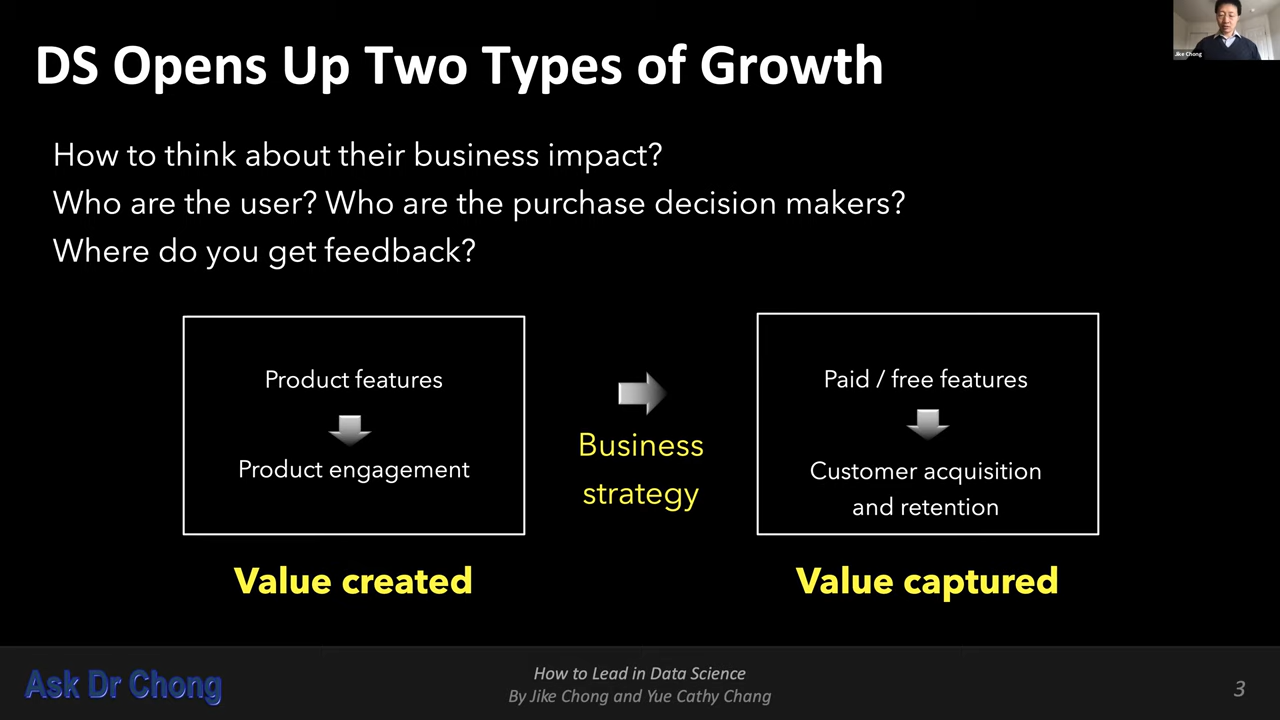 DS Opens Up Two Types of Growth
Jike Chong
How to think about their business impact?
Who are the user? Who are the purchase decision makers?
Where do you get feedback?
Product features
Product engagement
Business
strategy
Paid / free features
Customer acquisition
and retention
Value created
Value captured
Ask Dr Chong
How to Lead in Data Science
By Jike Chong and Yue Cathy Chang
3